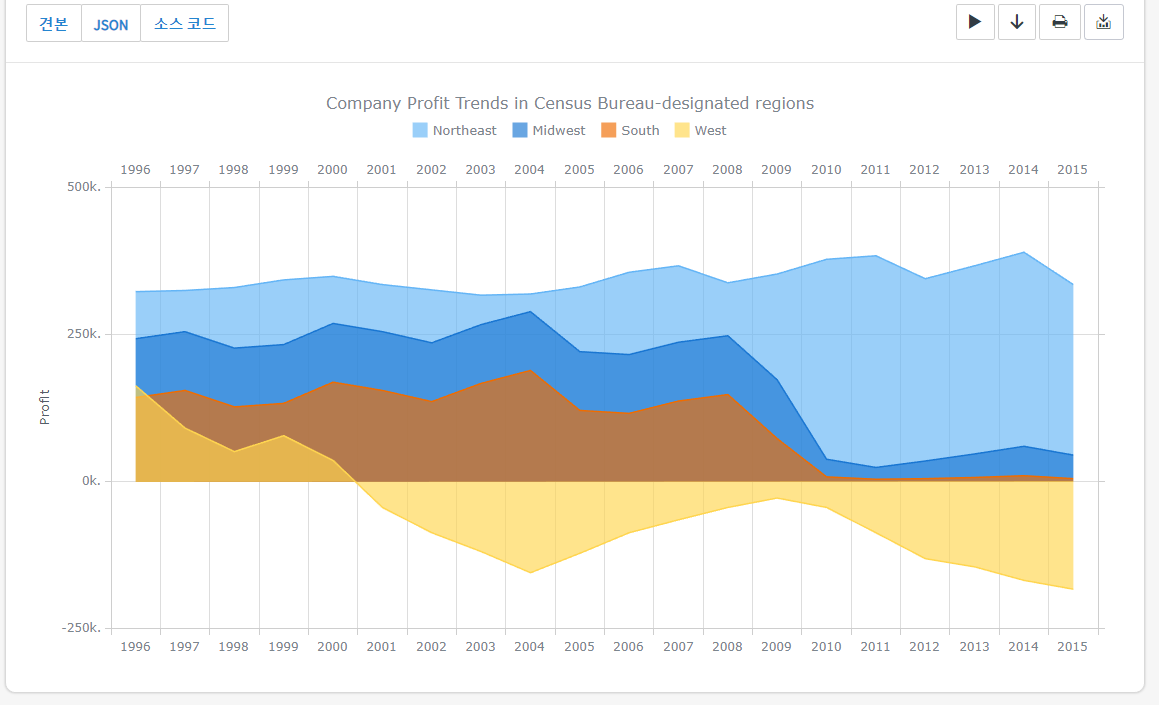 견본 JSON 소스 코드
Company Profit Trends in Census Bureau-designated regions
Northeast Midwest South West
1996 1997 1998 1999 2000 2001 2002 2003 2004 2005 2006 2007 2008 2009 2010 2011 2012 2013 2014 2015
500k.
250k.
Profit
0k.
-250k.
1996 1997 1998 1999 2000 2001 2002 2003 2004 2005 2006 2007 2008 2009 2010 2011 2012 2013 2014 2015